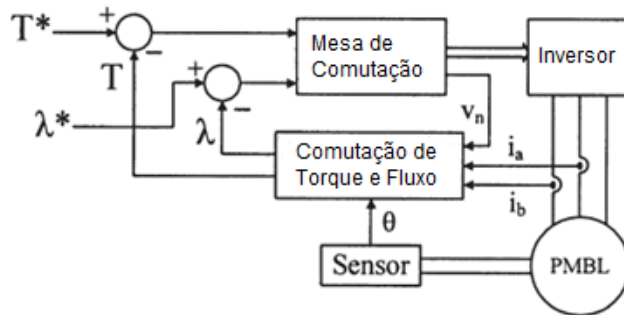 T*
+
−
T
Mesa de
Comutação
Inversor
λ*
+
−
λ
v_n
Comutação de
Torque e Fluxo
i_a
i_b
θ
Sensor
PMBL